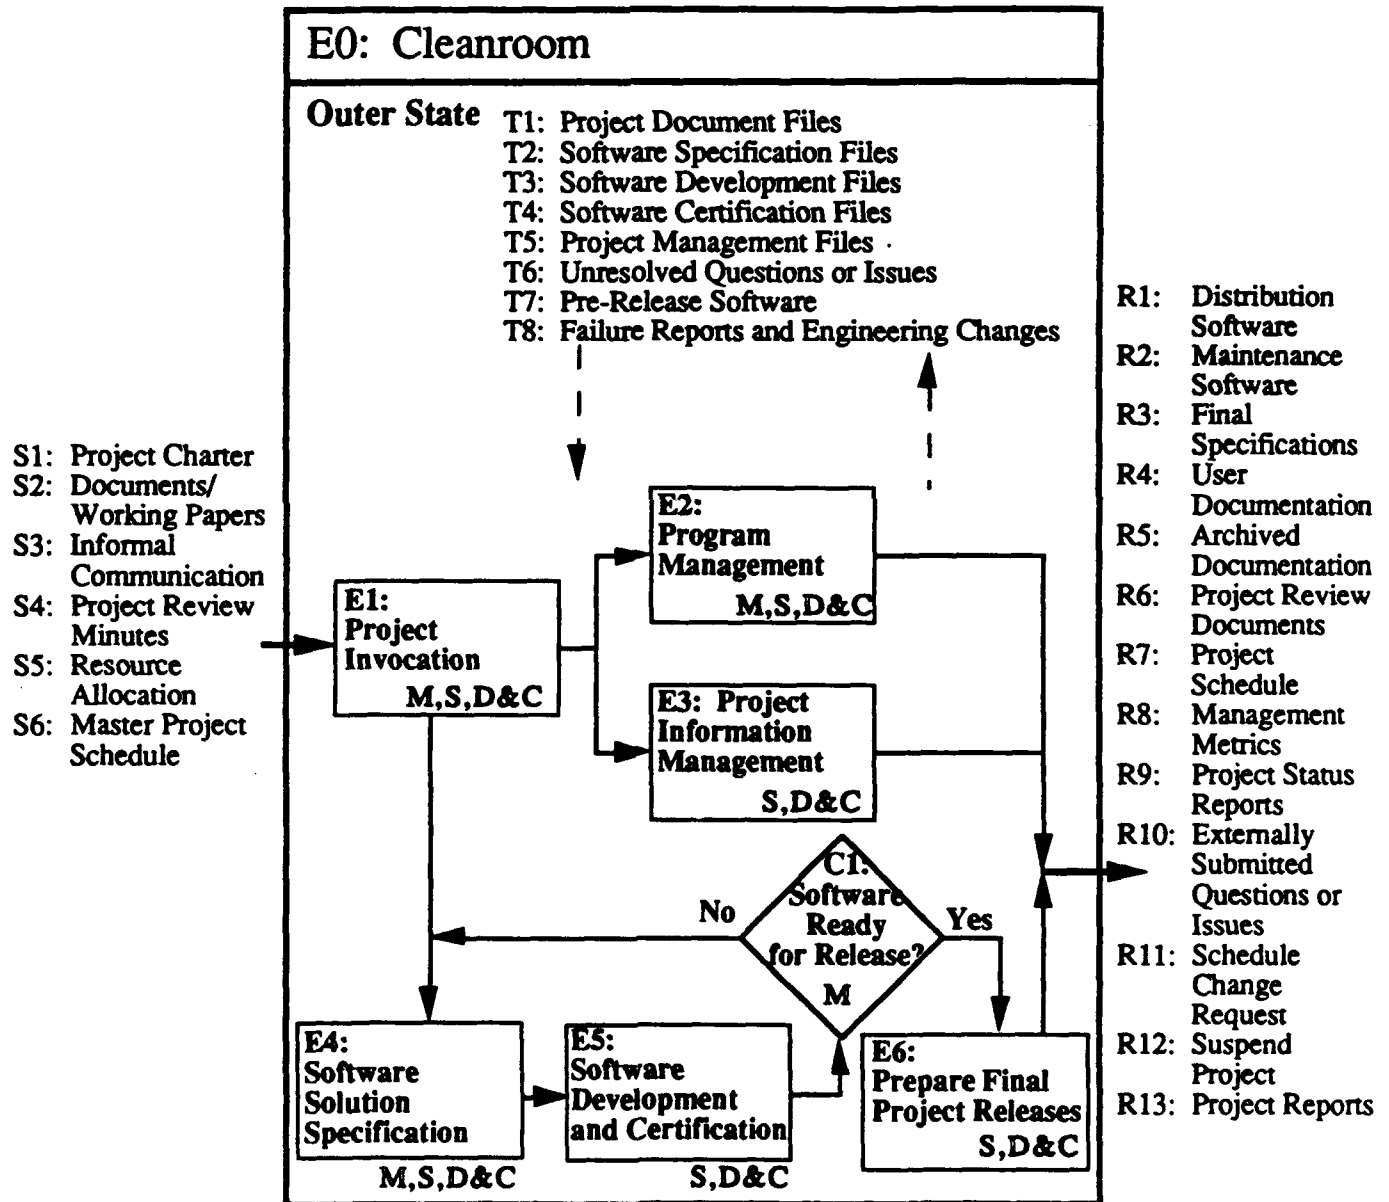 E0: Cleanroom
Outer State
T1: Project Document Files
T2: Software Specification Files
T3: Software Development Files
T4: Software Certification Files
T5: Project Management Files
T6: Unresolved Questions or Issues
T7: Pre-Release Software
T8: Failure Reports and Engineering Changes
S1: Project Charter
S2: Documents/
Working Papers
S3: Informal
Communication
S4: Project Review
Minutes
S5: Resource
Allocation
S6: Master Project
Schedule
E1:
Project
Invocation
M,S,D&C
E2:
Program
Management
M,S,D&C
E3: Project
Information
Management
S,D&C
C1:
Software
Ready
for Release?
M
No
Yes
E4:
Software
Solution
Specification
M,S,D&C
E5:
Software
Development
and Certification
S,D&C
E6:
Prepare Final
Project Releases
S,D&C
R1: Distribution
Software
R2: Maintenance
Software
R3: Final
Specifications
R4: User
Documentation
R5: Archived
Documentation
R6: Project Review
Documents
R7: Project
Schedule
R8: Management
Metrics
R9: Project Status
Reports
R10: Externally
Submitted
Questions or
Issues
R11: Schedule
Change
Request
R12: Suspend
Project
R13: Project Reports